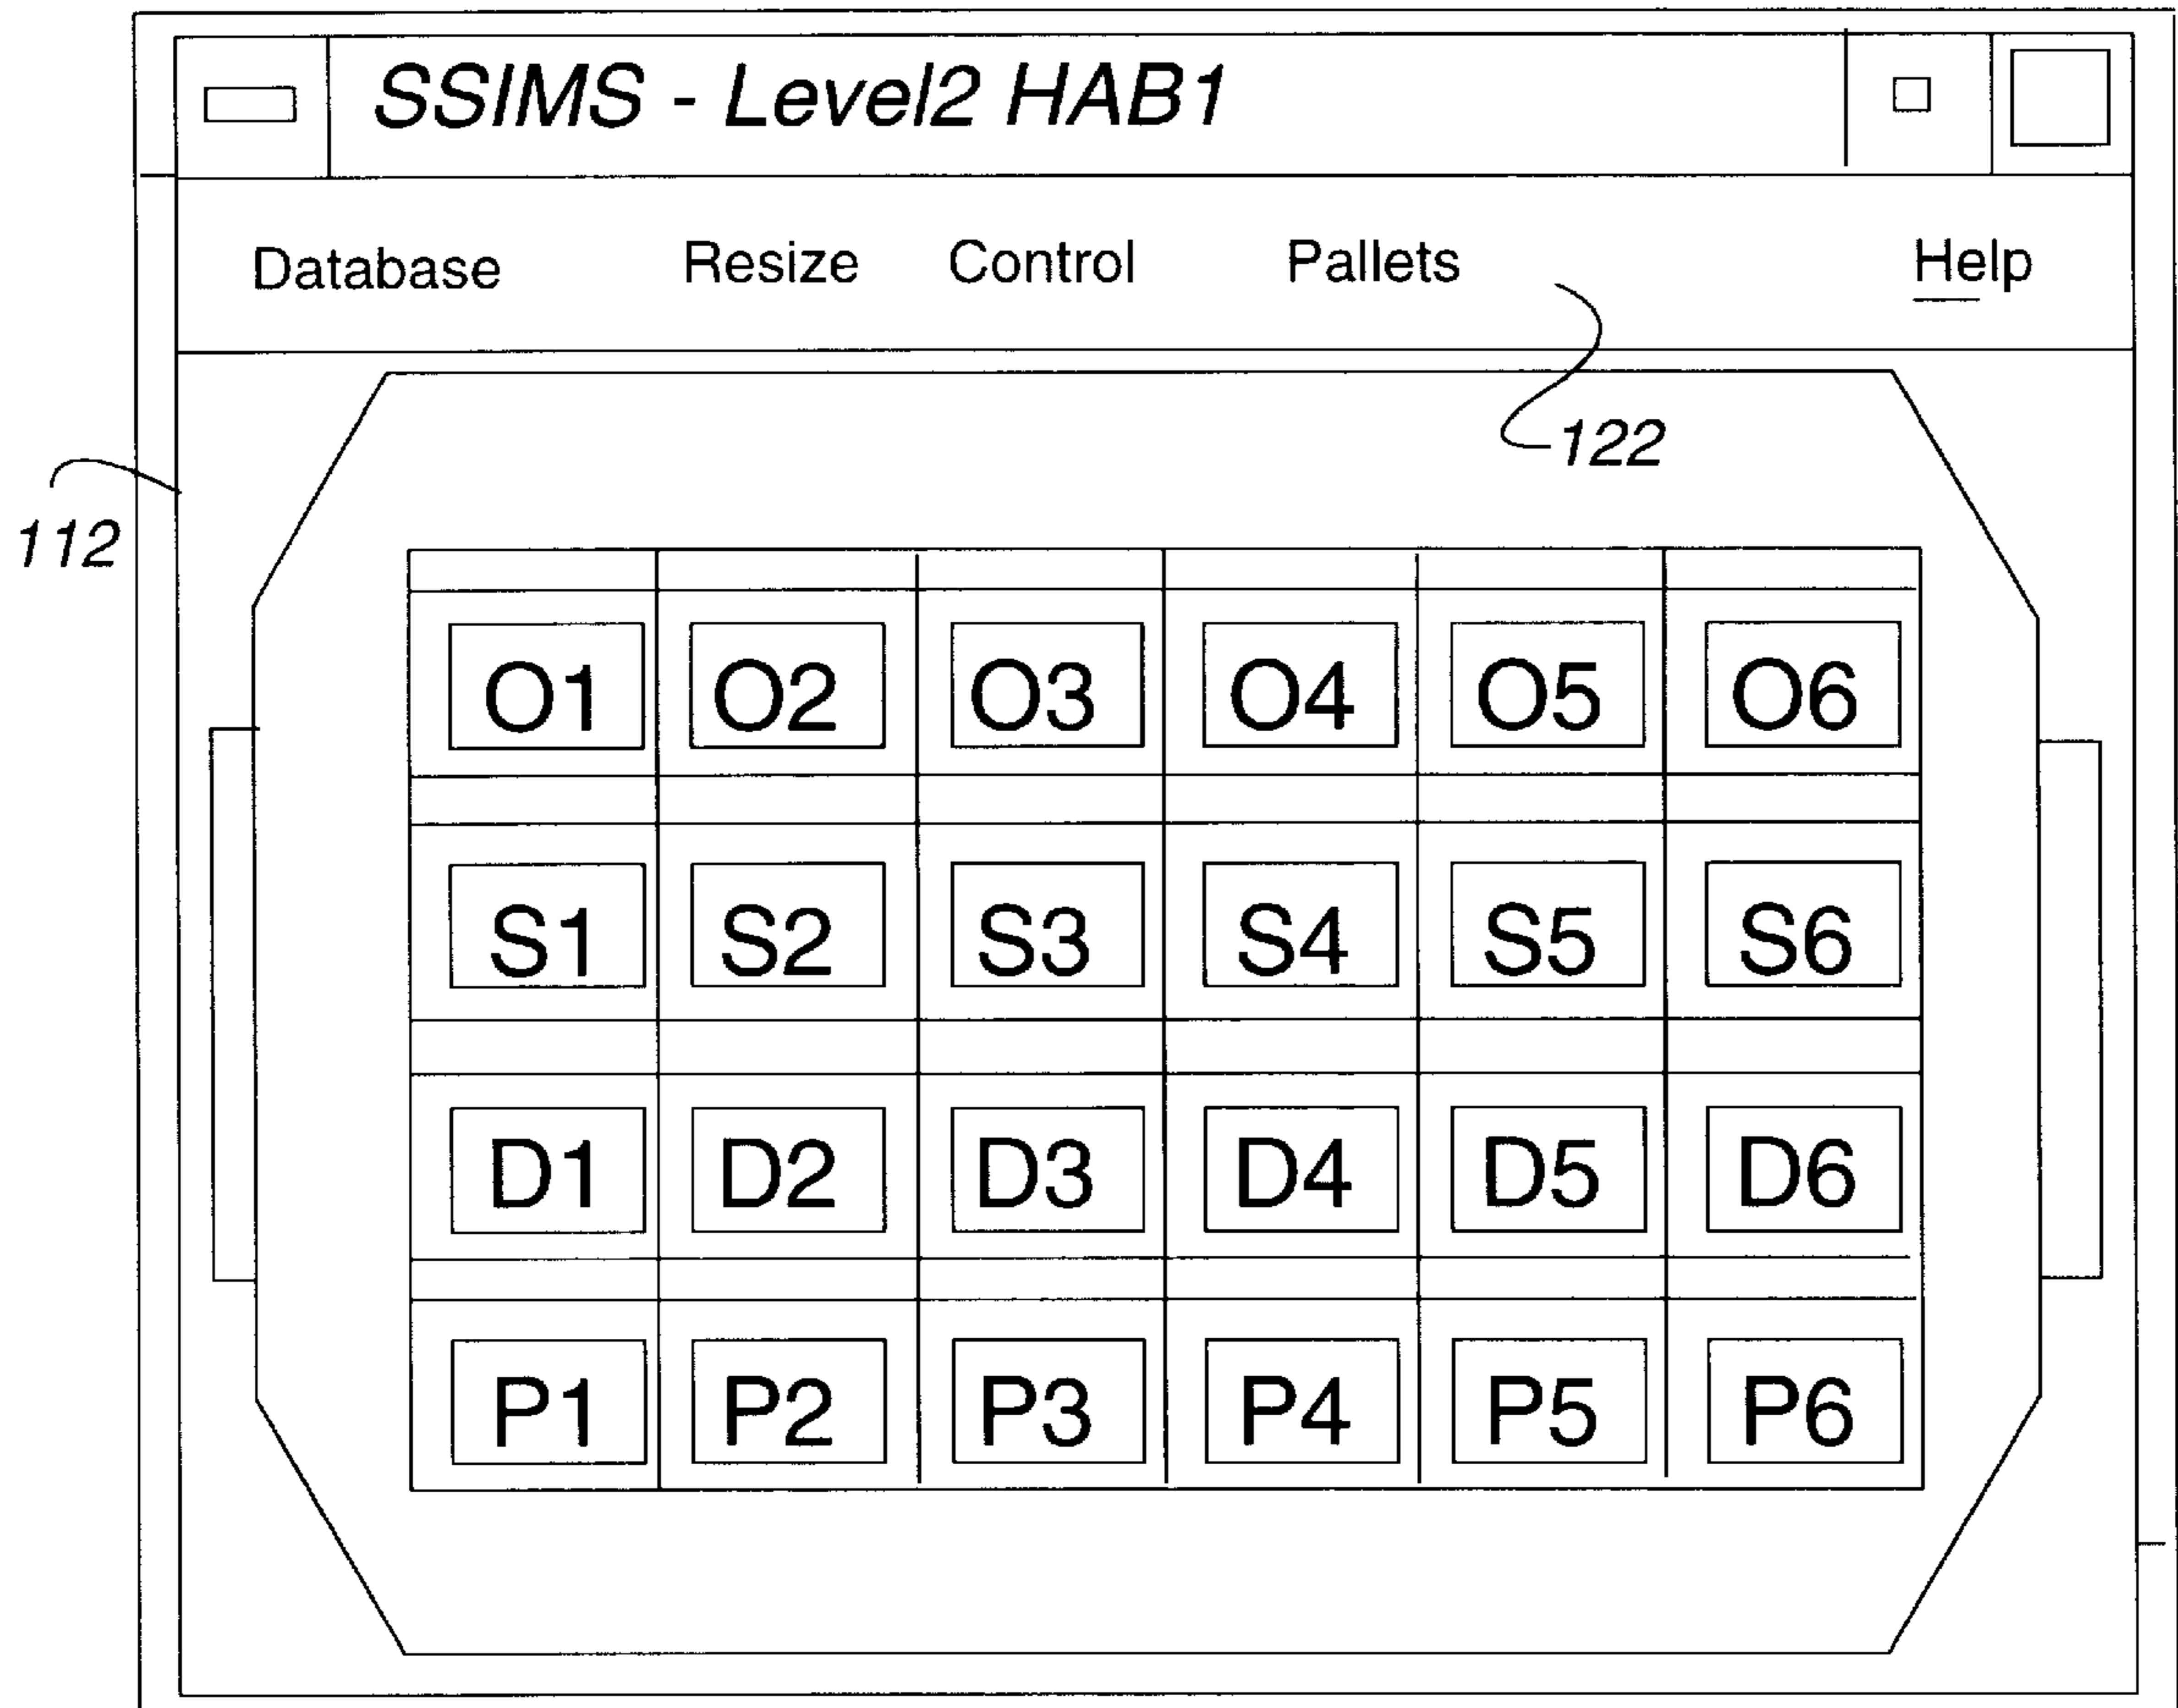 SSIMS - Level2 HAB1
Database Resize Control Pallets Help
122
112
O1 O2 O3 O4 O5 O6
S1 S2 S3 S4 S5 S6
D1 D2 D3 D4 D5 D6
P1 P2 P3 P4 P5 P6